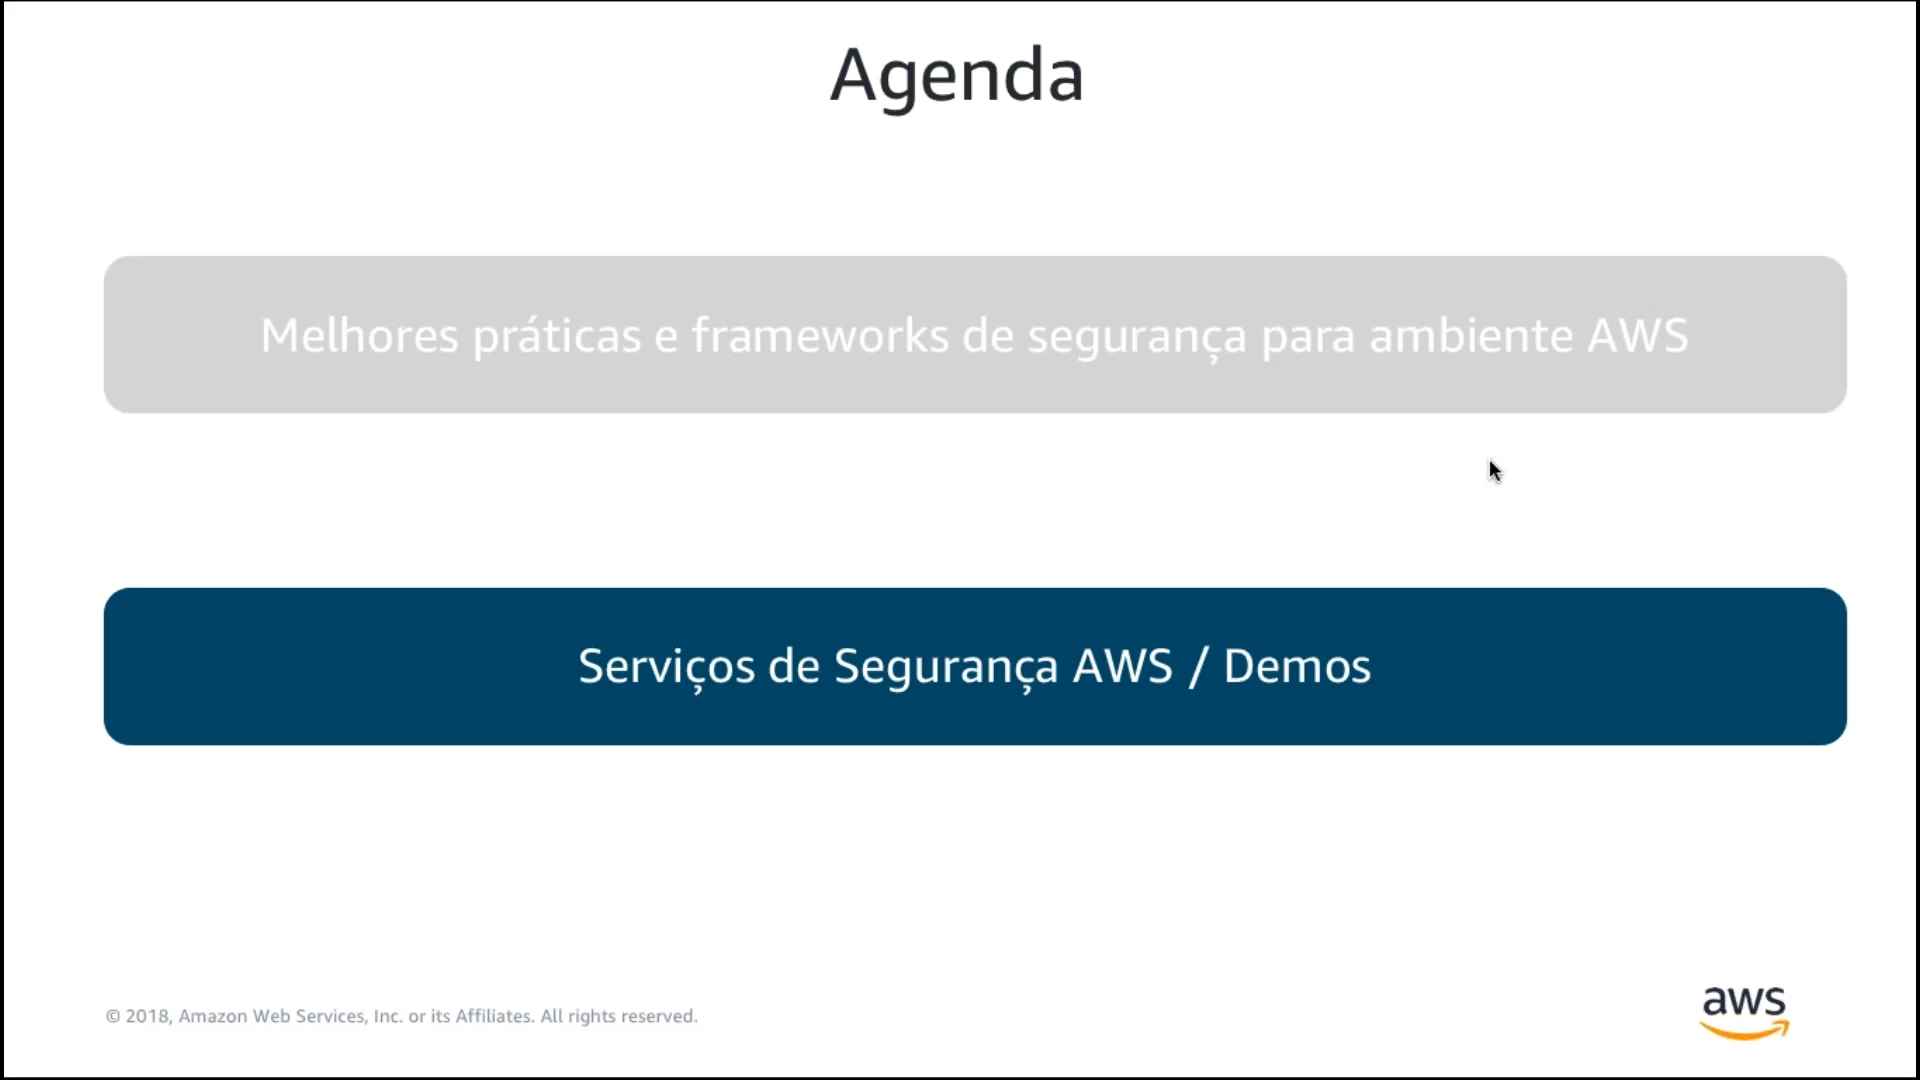 Agenda
Melhores práticas e frameworks de segurança para ambiente AWS
Serviços de Segurança AWS / Demos
© 2018, Amazon Web Services, Inc. or its Affiliates. All rights reserved.
aws